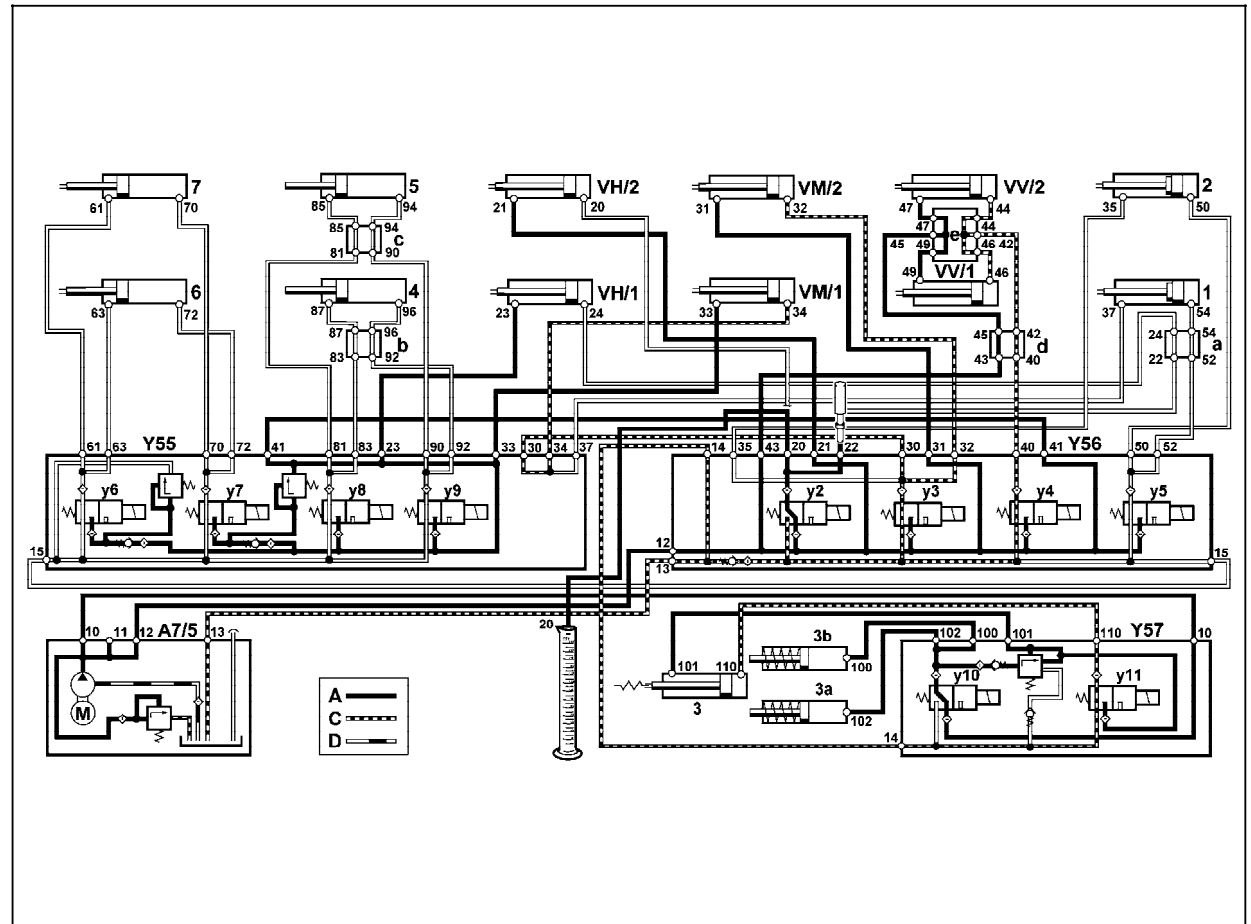 7 5 VH/2 VM/2 VV/2 2
61 70 85 94 21 20 31 32 47 44 35 50
85 94 47 44
c e
81 90 45 49 46 42
VV/1
6 4 VH/1 VM/1 49 46 1
63 72 87 96 23 24 33 34 37 54
87 96 45 42 24 54
b d a
83 92 43 40 22 52
61 63 Y55 70 72 41 81 83 23 90 92 33 30 34 37 14 35 43 20 21 22 30 31 32 40 41 Y56 50 52
y6 y7 y8 y9 y2 y3 y4 y5
15 12 15
13
10 11 12 A7/5 13 20 102 100 101 110 Y57 10
3b
101 110 100
y10 y11
3a
M 3 102
14
A
C
D